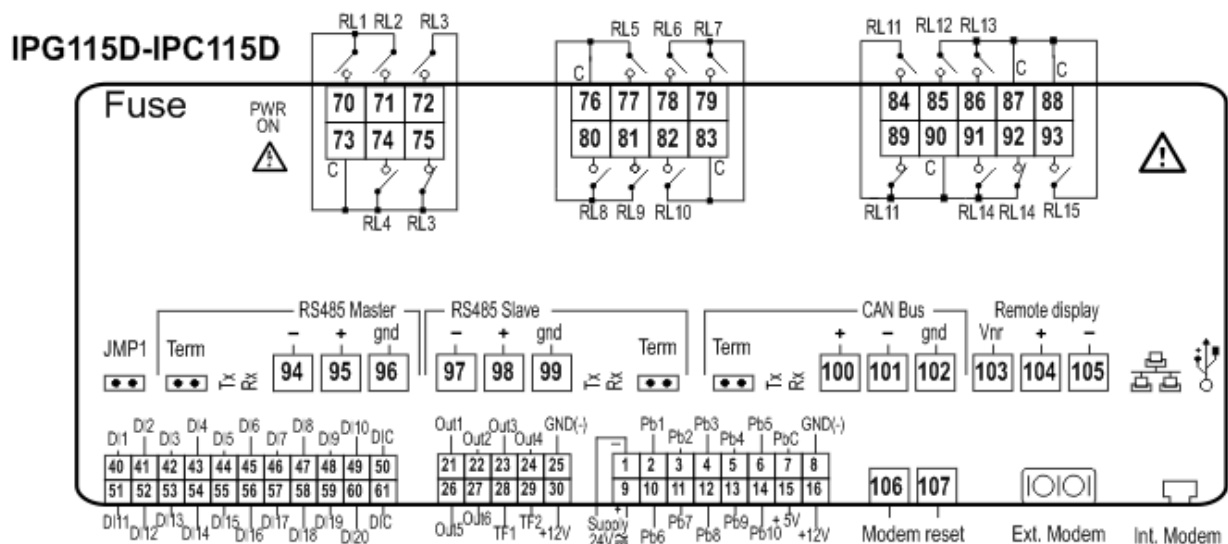 IPG115D-IPC115D
RL1 RL2 RL3
RL5 RL6 RL7
RL11 RL12 RL13
Fuse
PWR
ON
C
C C
70 71 72
76 77 78 79
84 85 86 87 88
73 74 75
80 81 82 83
89 90 91 92 93
C
C
C
RL4 RL3
RL8 RL9 RL10
RL11 RL14 RL14 RL15
RS485 Master
RS485 Slave
CAN Bus
Remote display
JMP1
Term
Tx
Rx
− + gnd
94 95 96
− + gnd
97 98 99
Tx
Rx
Term
Term
Tx
Rx
+ − gnd
100 101 102
Vnr + −
103 104 105
DI1 DI2 DI3 DI4 DI5 DI6 DI7 DI8 DI9 DI10 DIC
40 41 42 43 44 45 46 47 48 49 50
51 52 53 54 55 56 57 58 59 60 61
DI11 DI12 DI13 DI14 DI15 DI16 DI17 DI18 DI19 DI20 DIC
Out1 Out2 Out3 Out4 GND(-)
21 22 23 24 25
26 27 28 29 30
Out5 Out6 TF1 TF2 +12V
− Pb1 Pb2 Pb3 Pb4 Pb5 PbC GND(-)
1 2 3 4 5 6 7 8
9 10 11 12 13 14 15 16
+
Supply
24V≅
Pb6 Pb7 Pb8 Pb9 Pb10 + 5V +12V
106 107
Modem reset
Ext. Modem
Int. Modem